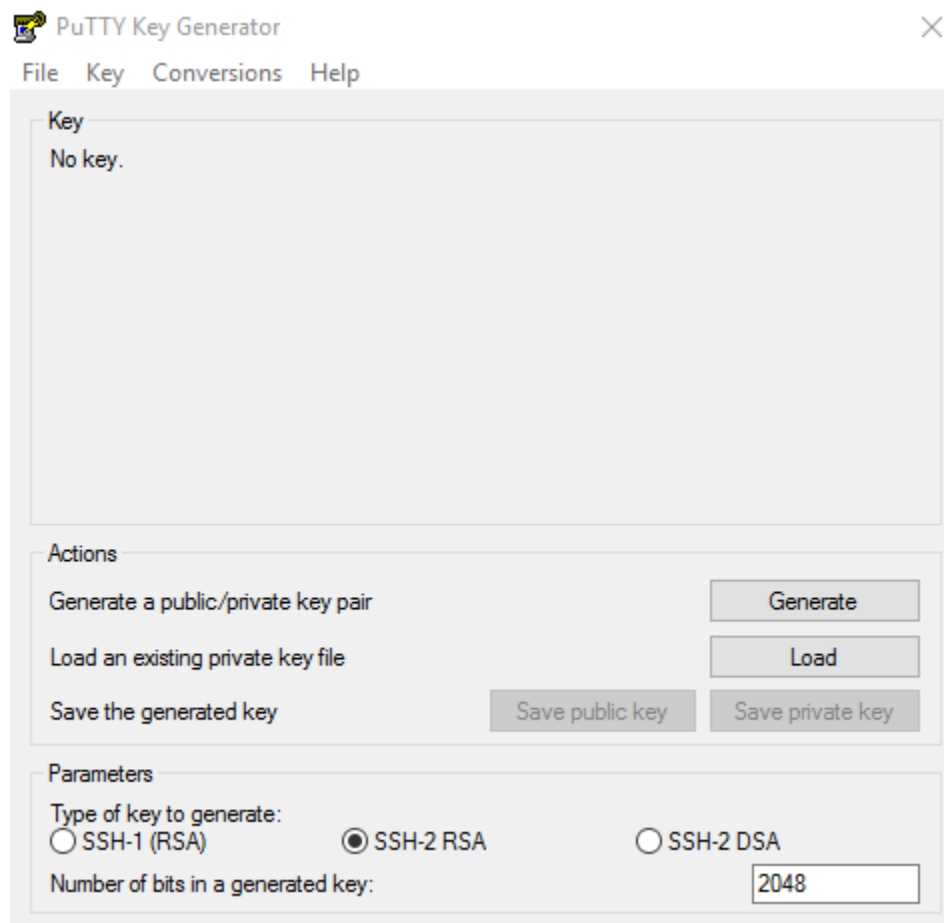 PuTTY Key Generator
File Key Conversions Help
Key
No key.
Actions
Generate a public/private key pair Generate
Load an existing private key file Load
Save the generated key Save public key Save private key
Parameters
Type of key to generate:
SSH-1 (RSA) SSH-2 RSA SSH-2 DSA
Number of bits in a generated key: 2048